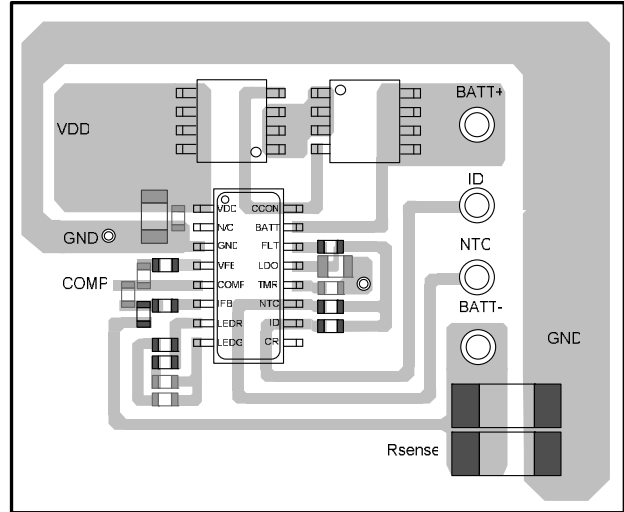 BATT+
VDD
ID
VDD CCON
N/C BATT
GND
GND FLT
NTC
VFB LDO
COMP
COMP TMR
IFB NTC
BATT-
LEDR ID
GND
LEDG CR
Rsense